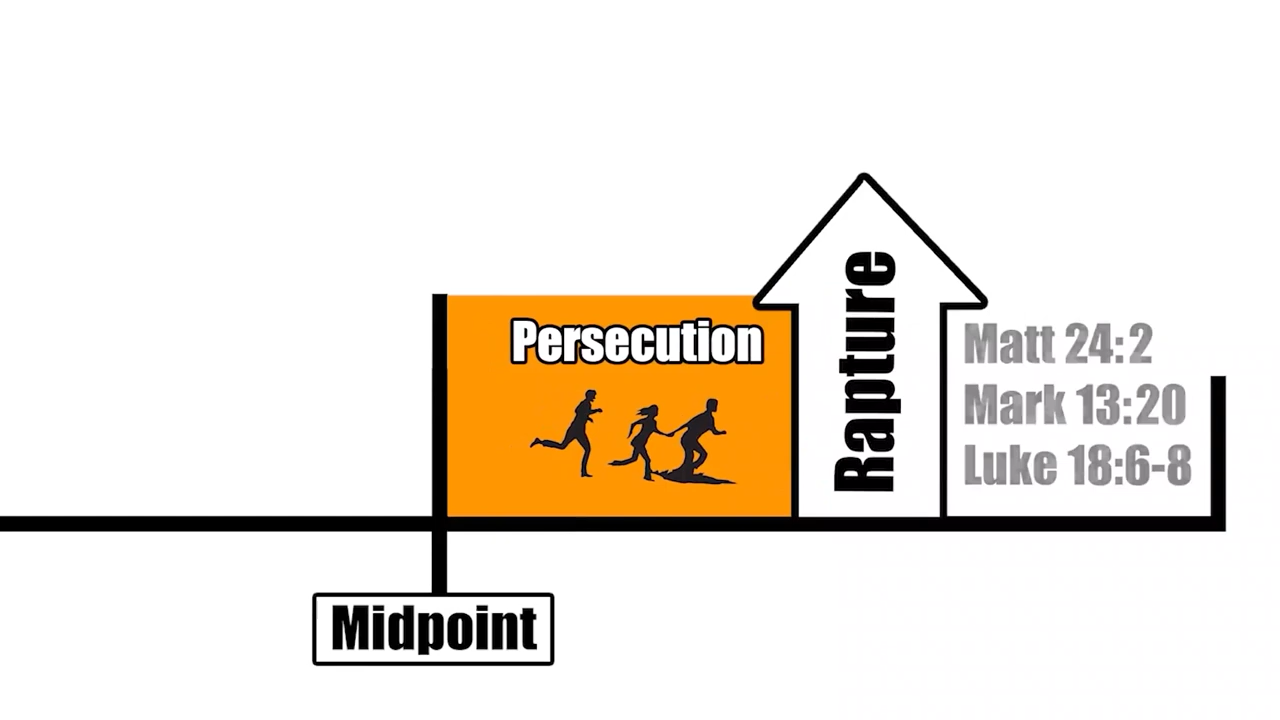 Persecution
Rapture
Matt 24:2
Mark 13:20
Luke 18:6-8
Midpoint